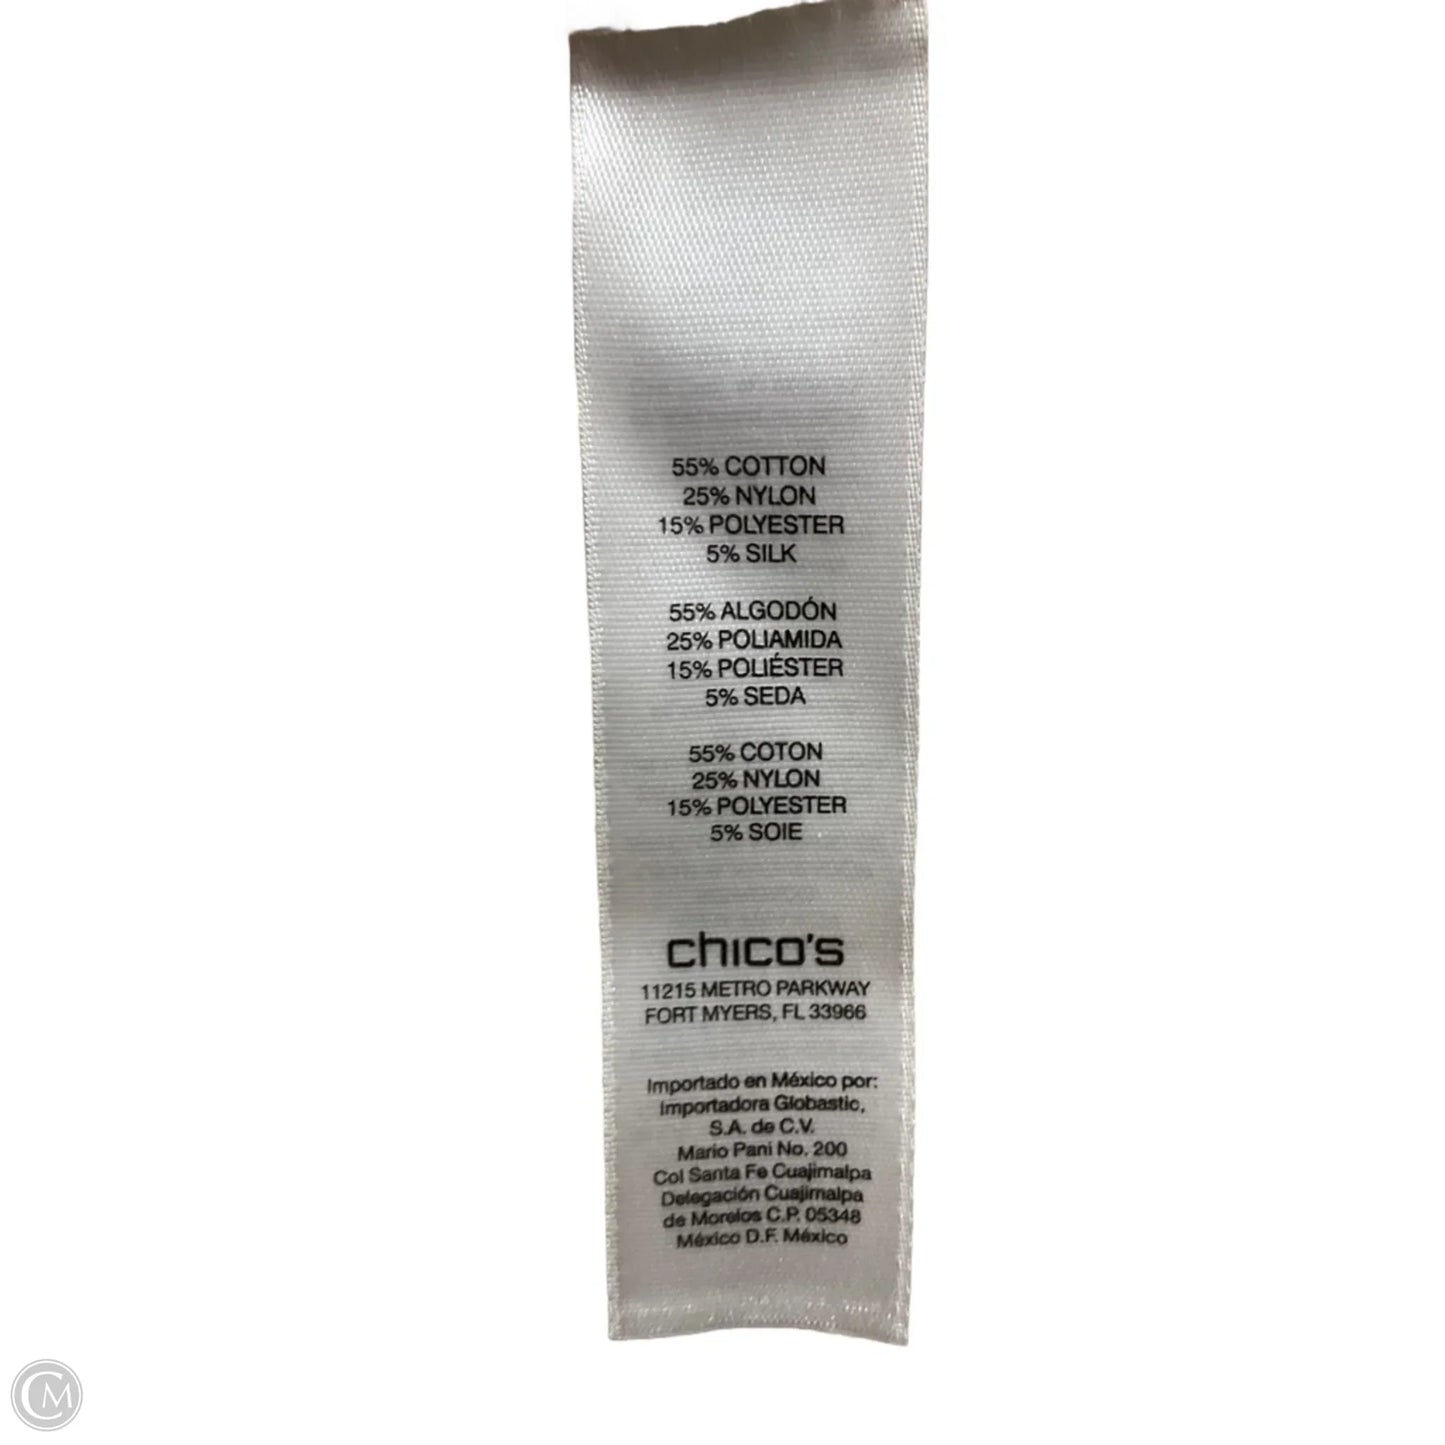 55% COTTON
25% NYLON
15% POLYESTER
5% SILK
55% ALGODÓN
25% POLIAMIDA
15% POLIÉSTER
5% SEDA
55% COTON
25% NYLON
15% POLYESTER
5% SOIE
chico's
11215 METRO PARKWAY
FORT MYERS, FL 33966
Importado en México por:
Importadora Globastic,
S.A. de C.V.
Mario Pani No. 200
Col Santa Fe Cuajimalpa
Delegación Cuajimalpa
de Morelos C.P. 05348
México D.F. México
CM